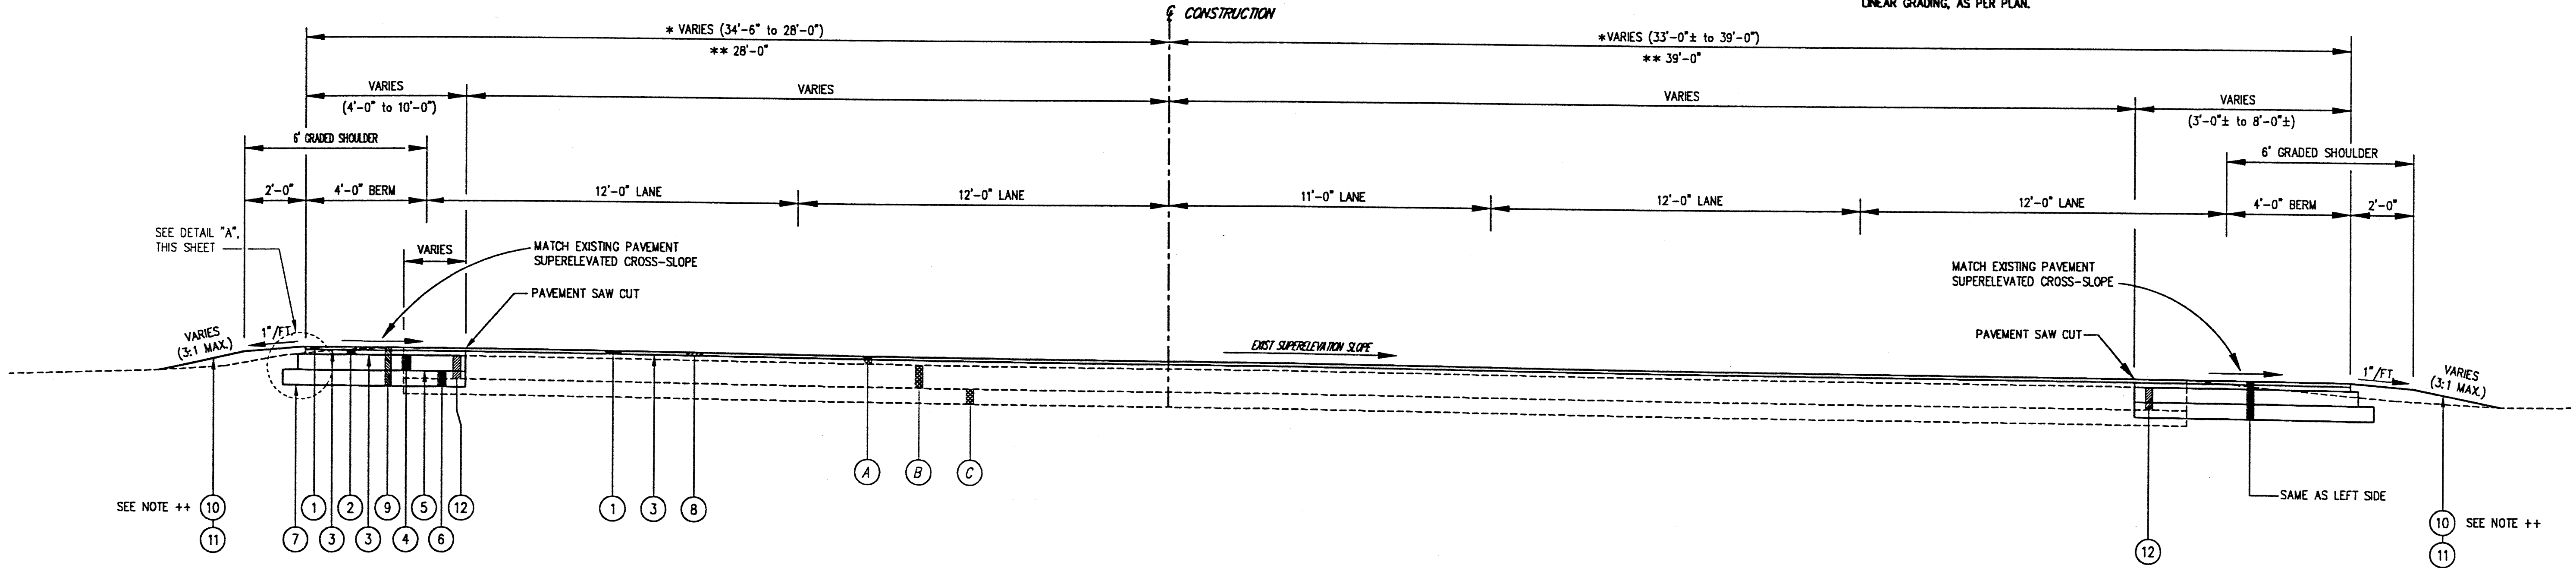 LINEAR GRADING, AS PER PLAN.
℄ CONSTRUCTION
* VARIES (34'-6" to 28'-0")
** 28'-0"
*VARIES (33'-0"± to 39'-0")
** 39'-0"
VARIES
(4'-0" to 10'-0")
VARIES
VARIES
VARIES
(3'-0"± to 8'-0"±)
6' GRADED SHOULDER
6' GRADED SHOULDER
2'-0"
4'-0" BERM
12'-0" LANE
12'-0" LANE
11'-0" LANE
12'-0" LANE
12'-0" LANE
4'-0" BERM
2'-0"
SEE DETAIL "A",
THIS SHEET
VARIES
MATCH EXISTING PAVEMENT
SUPERELEVATED CROSS-SLOPE
PAVEMENT SAW CUT
MATCH EXISTING PAVEMENT
SUPERELEVATED CROSS-SLOPE
PAVEMENT SAW CUT
VARIES
(3:1 MAX.)
1"/FT.
EXIST SUPERELEVATION SLOPE
1"/FT.
VARIES
(3:1 MAX.)
A
B
C
SEE NOTE ++
10
11
1
2
9
5
12
7
3
3
4
6
1
3
8
SAME AS LEFT SIDE
12
10
SEE NOTE ++
11